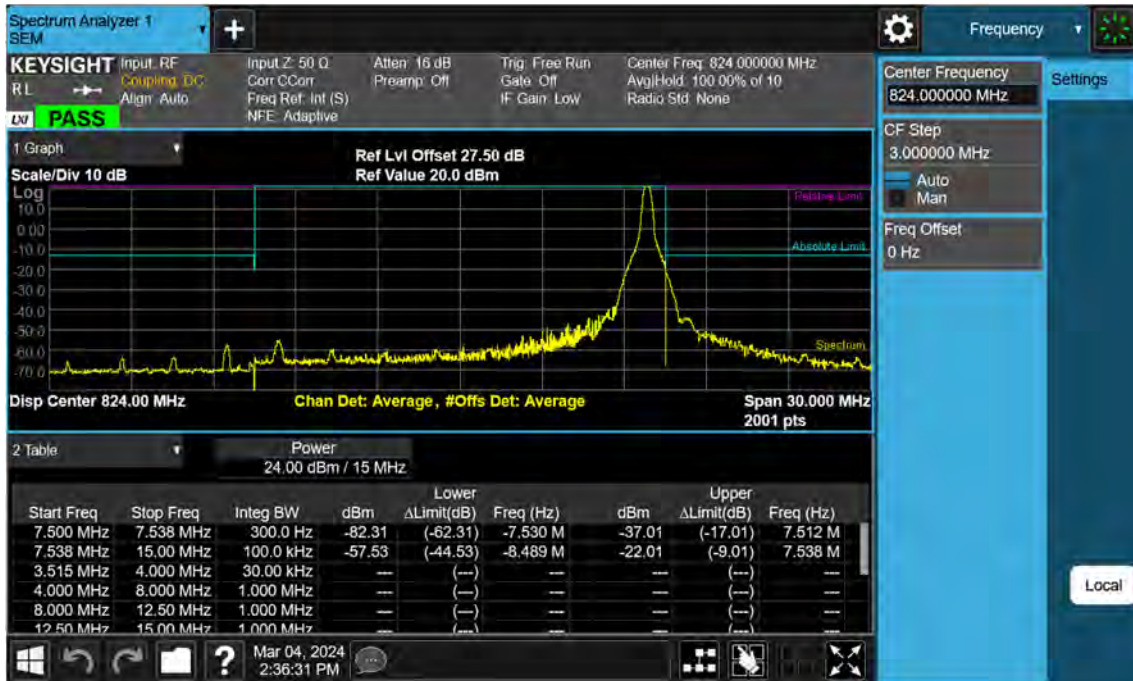 Spectrum Analyzer 1
SEM
Frequency
KEYSIGHT
RL
LXI PASS
Input: RF
Coupling: DC
Align: Auto
Input Z: 50 Ω
Corr CCorr
Freq Ref: Int (S)
NFE: Adaptive
Atten: 16 dB
Preamp: Off
Trig: Free Run
Gate: Off
IF Gain: Low
Center Freq: 824.000000 MHz
Avg|Hold: 100.00% of 10
Radio Std: None
Center Frequency
824.000000 MHz
Settings
CF Step
3.000000 MHz
Auto
Man
Freq Offset
0 Hz
Local
1 Graph
Scale/Div 10 dB
Ref Lvl Offset 27.50 dB
Ref Value 20.0 dBm
Log
10.0
0.00
-10.0
-20.0
-30.0
-40.0
-50.0
-60.0
-70.0
Relative Limit
Absolute Limit
Spectrum
Disp Center 824.00 MHz Chan Det: Average, #Offs Det: Average Span 30.000 MHz
2001 pts
2 Table
Power
24.00 dBm / 15 MHz
Lower Upper
Start Freq Stop Freq Integ BW dBm ΔLimit(dB) Freq (Hz) dBm ΔLimit(dB) Freq (Hz)
7.500 MHz 7.538 MHz 300.0 Hz -82.31 (-62.31) -7.530 M -37.01 (-17.01) 7.512 M
7.538 MHz 15.00 MHz 100.0 kHz -57.53 (-44.53) -8.489 M -22.01 (-9.01) 7.538 M
3.515 MHz 4.000 MHz 30.00 kHz --- (---) --- --- (---) ---
4.000 MHz 8.000 MHz 1.000 MHz --- (---) --- --- (---) ---
8.000 MHz 12.50 MHz 1.000 MHz --- (---) --- --- (---) ---
12.50 MHz 15.00 MHz 1.000 MHz --- (---) --- --- (---) ---
?
Mar 04, 2024
2:36:31 PM